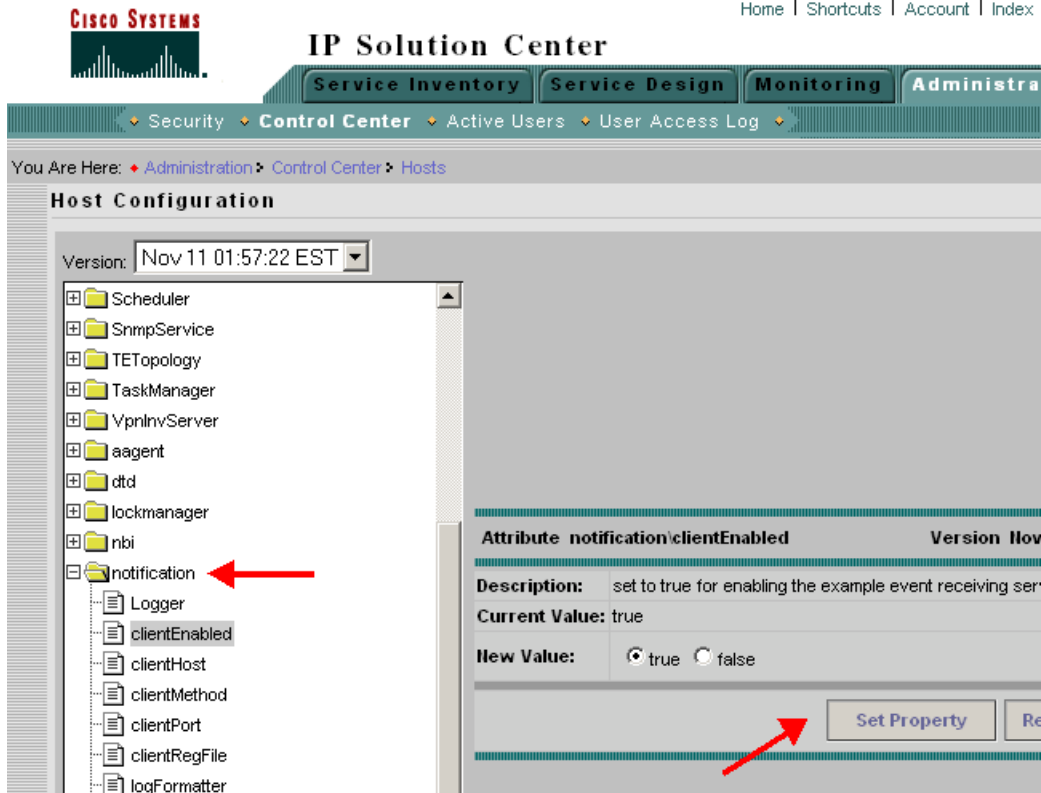 Home | Shortcuts | Account | Index
CISCO SYSTEMS
IP Solution Center
Service Inventory Service Design Monitoring Administra
Security Control Center Active Users User Access Log
You Are Here: Administration Control Center Hosts
Host Configuration
Version: Nov 11 01:57:22 EST
Scheduler
SnmpService
TETopology
TaskManager
VpnInvServer
aagent
dtd
lockmanager
nbi
notification
Logger
clientEnabled
clientHost
clientMethod
clientPort
clientRegFile
logFormatter
Attribute notification\clientEnabled Version Nov
Description: set to true for enabling the example event receiving ser
Current Value: true
New Value: true false
Set Property Re